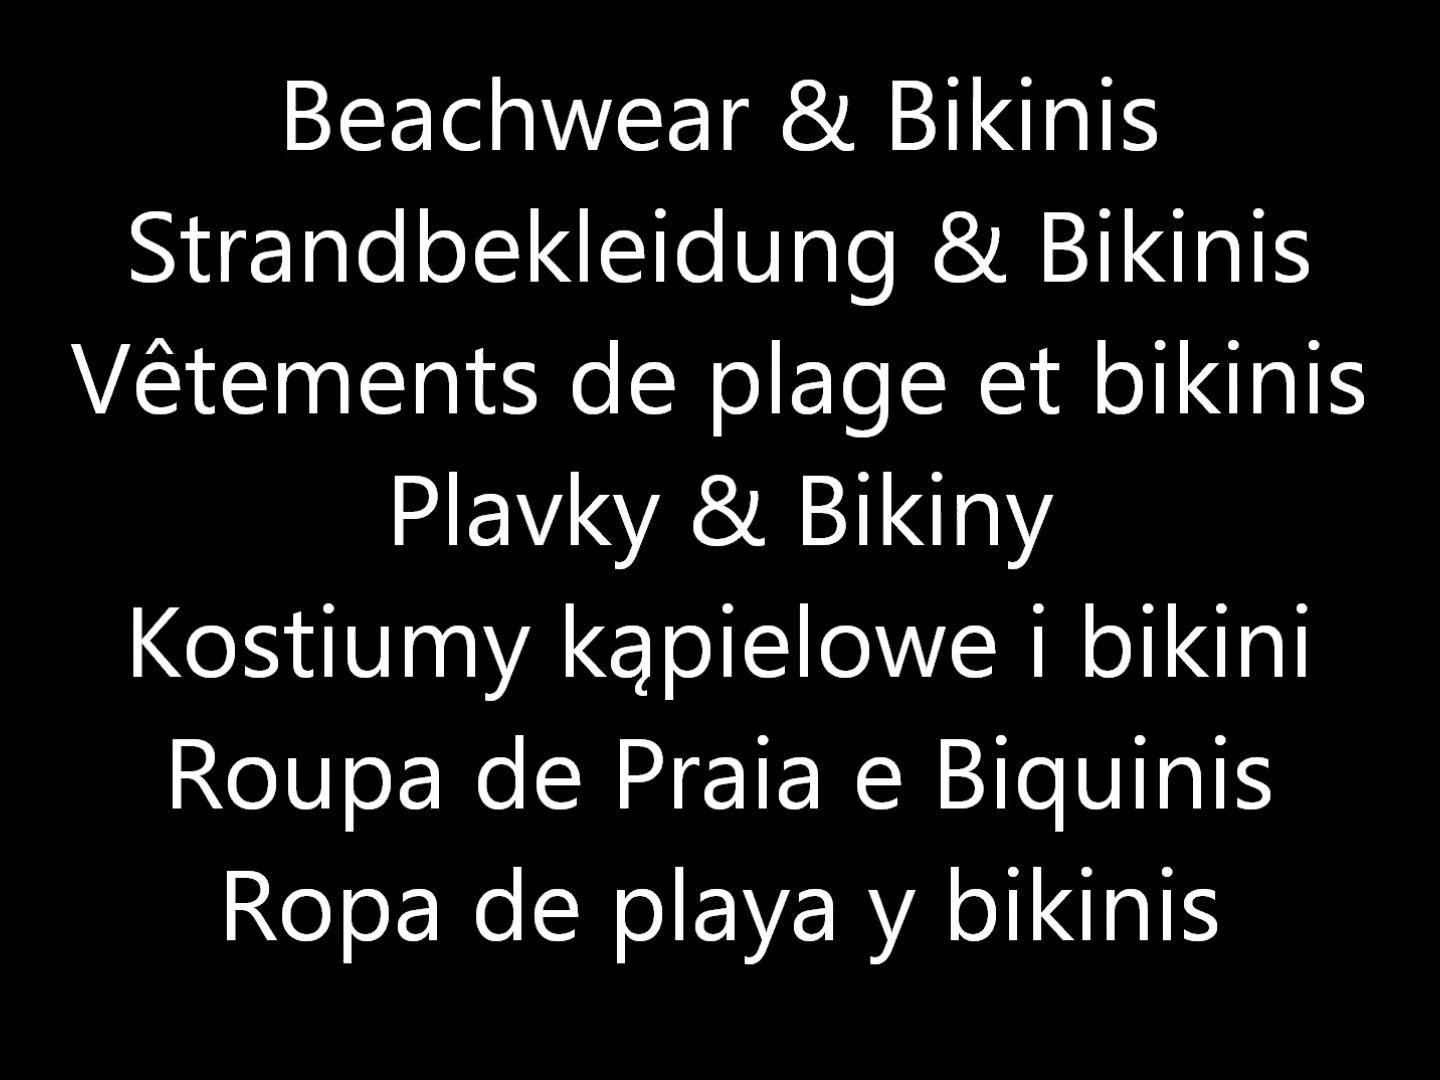 Beachwear & Bikinis
Strandbekleidung & Bikinis
Vêtements de plage et bikinis
Plavky & Bikiny
Kostiumy kąpielowe i bikini
Roupa de Praia e Biquinis
Ropa de playa y bikinis